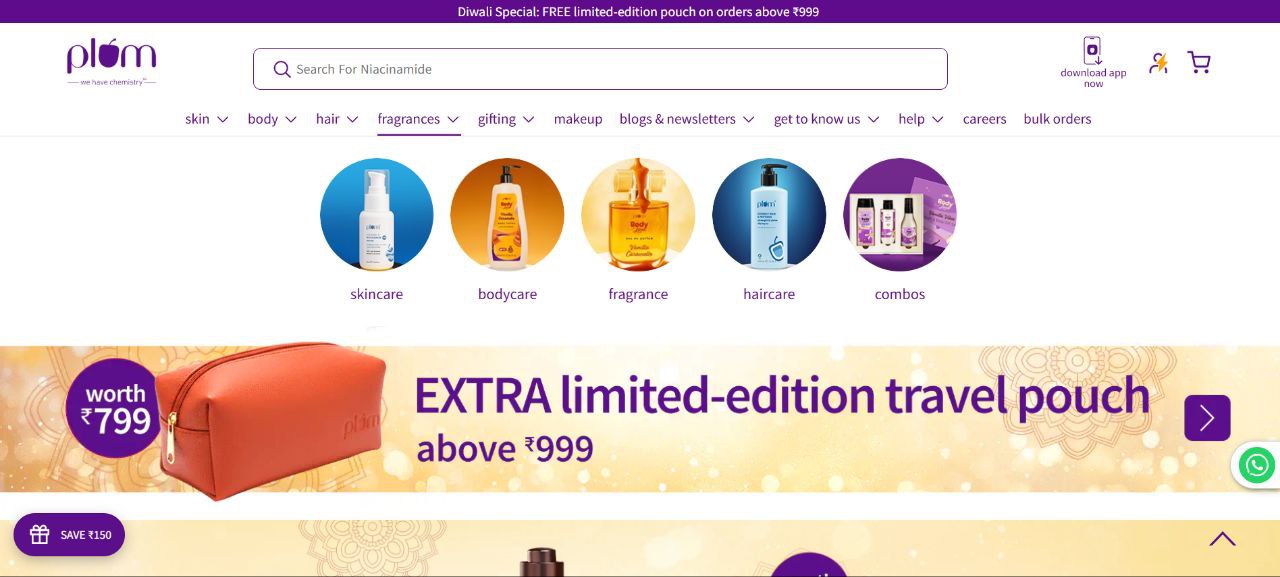 Diwali Special: FREE limited-edition pouch on orders above ₹999
plum
we have chemistry
Search For Niacinamide
download app
now
skin body hair fragrances gifting makeup blogs & newsletters get to know us help careers bulk orders
skincare bodycare fragrance haircare combos
worth
₹799
plum
EXTRA limited-edition travel pouch
above ₹999
SAVE ₹150